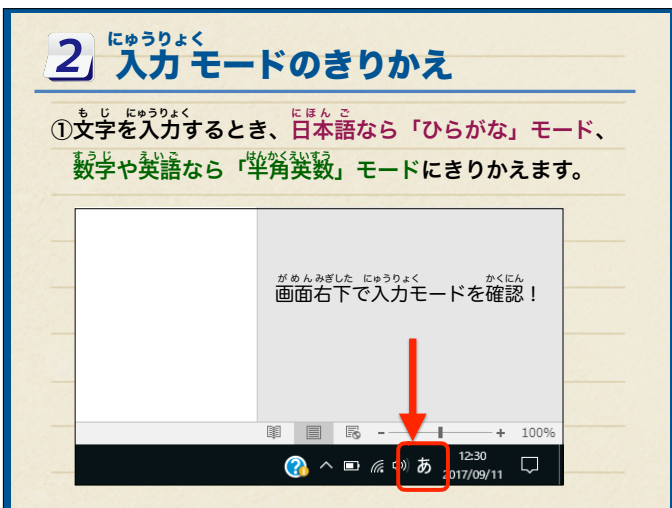 にゅうりょく
2 入力 モードのきりかえ
もじ にゅうりょく にほんご
①文字を入力するとき、日本語なら「ひらがな」モード、
すうじ えいご はんかくえいすう
数字や英語なら「半角英数」モードにきりかえます。
がめんみぎした にゅうりょく かくにん
画面右下で入力モードを確認！
- + 100%
? あ 12:30
2017/09/11